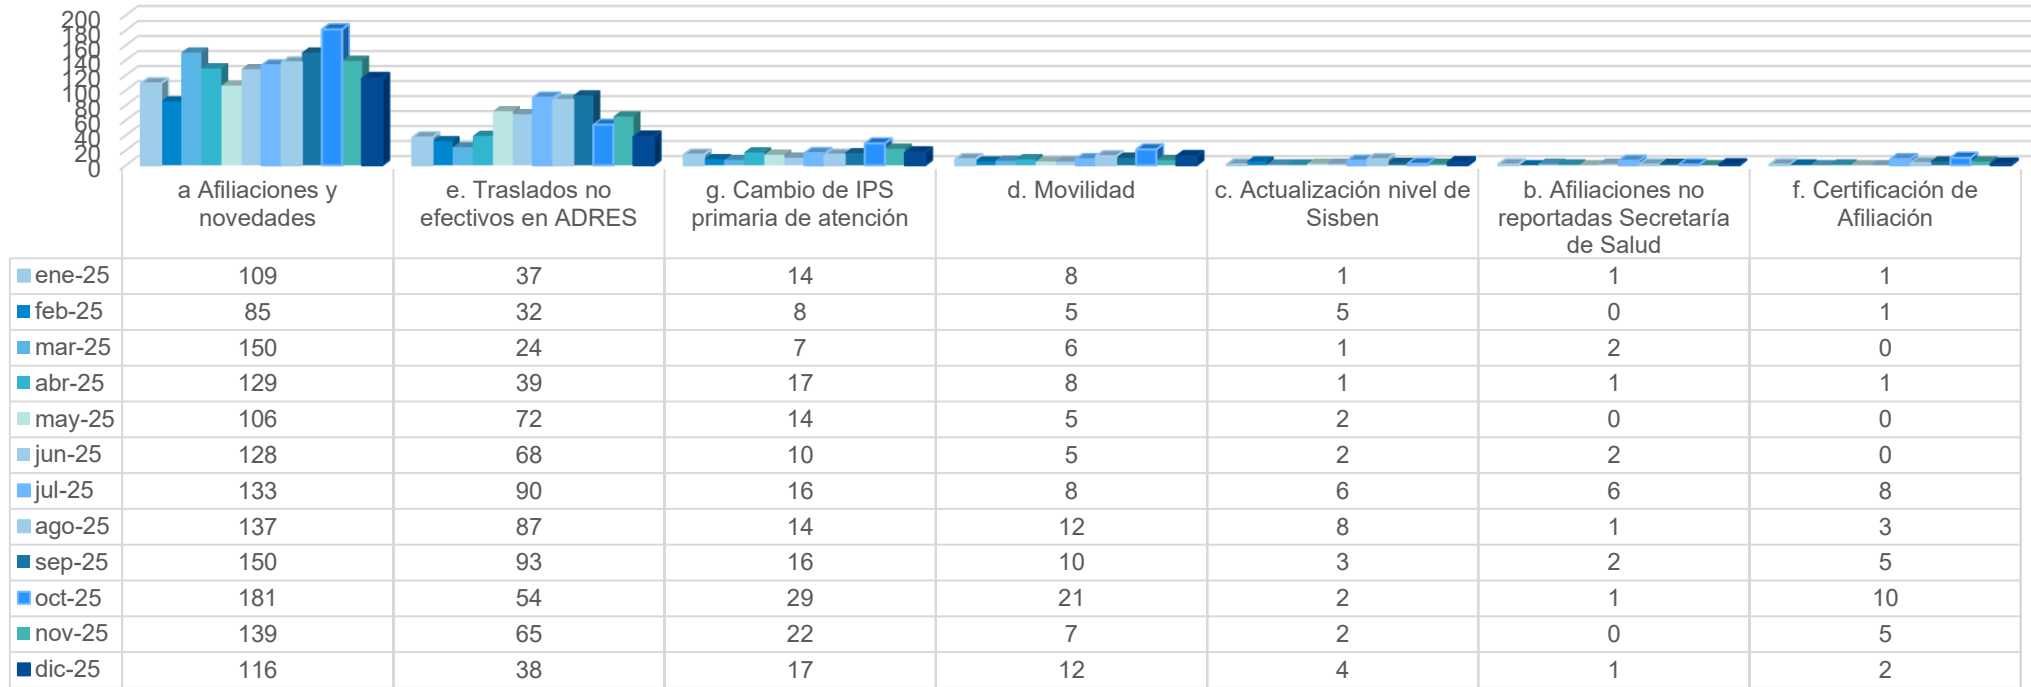 200
180
160
140
120
100
80
60
40
20
0
a Afiliaciones y novedades
e. Traslados no efectivos en ADRES
g. Cambio de IPS primaria de atención
d. Movilidad
c. Actualización nivel de Sisben
b. Afiliaciones no reportadas Secretaría de Salud
f. Certificación de Afiliación
ene-25 109 37 14 8 1 1 1
feb-25 85 32 8 5 5 0 1
mar-25 150 24 7 6 1 2 0
abr-25 129 39 17 8 1 1 1
may-25 106 72 14 5 2 0 0
jun-25 128 68 10 5 2 2 0
jul-25 133 90 16 8 6 6 8
ago-25 137 87 14 12 8 1 3
sep-25 150 93 16 10 3 2 5
oct-25 181 54 29 21 2 1 10
nov-25 139 65 22 7 2 0 5
dic-25 116 38 17 12 4 1 2